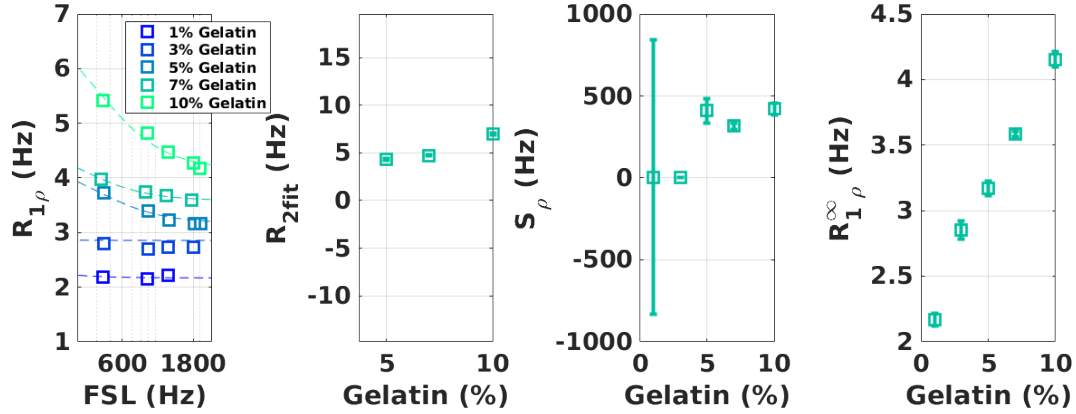 R1ρ (Hz)
7
6
5
4
3
2
1
600
1800
FSL (Hz)
1% Gelatin
3% Gelatin
5% Gelatin
7% Gelatin
10% Gelatin
R2fit (Hz)
15
10
5
0
-5
-10
5
10
Gelatin (%)
Sρ (Hz)
1000
500
0
-500
-1000
0
5
10
Gelatin (%)
R1ρ∞ (Hz)
4.5
4
3.5
3
2.5
2
0
5
10
Gelatin (%)